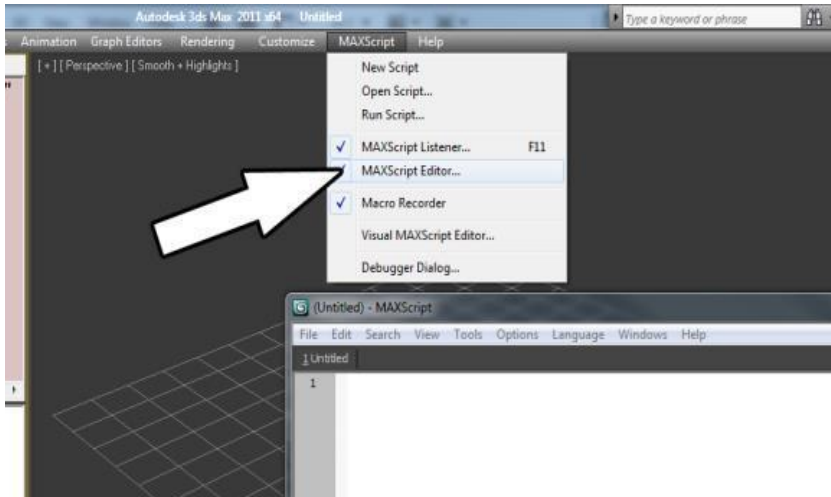 Autodesk 3ds Max 2011 x64 Untitled
Type a keyword or phrase
Animation Graph Editors Rendering Customize MAXScript Help
[ + ] [ Perspective ] [ Smooth + Highlights ]
"
New Script
Open Script...
Run Script...
MAXScript Listener... F11
MAXScript Editor...
Macro Recorder
Visual MAXScript Editor...
Debugger Dialog...
(Untitled) - MAXScript
File Edit Search View Tools Options Language Windows Help
1 Untitled
1